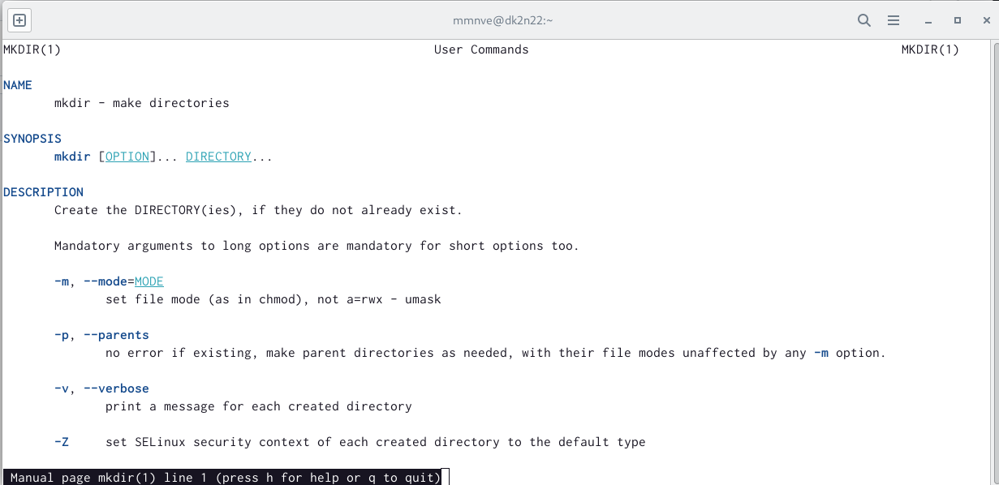 mmnve@dk2n22:~
MKDIR(1) User Commands MKDIR(1)
NAME
mkdir - make directories
SYNOPSIS
mkdir [OPTION]... DIRECTORY...
DESCRIPTION
Create the DIRECTORY(ies), if they do not already exist.
Mandatory arguments to long options are mandatory for short options too.
-m, --mode=MODE
set file mode (as in chmod), not a=rwx - umask
-p, --parents
no error if existing, make parent directories as needed, with their file modes unaffected by any -m option.
-v, --verbose
print a message for each created directory
-Z set SELinux security context of each created directory to the default type
Manual page mkdir(1) line 1 (press h for help or q to quit)